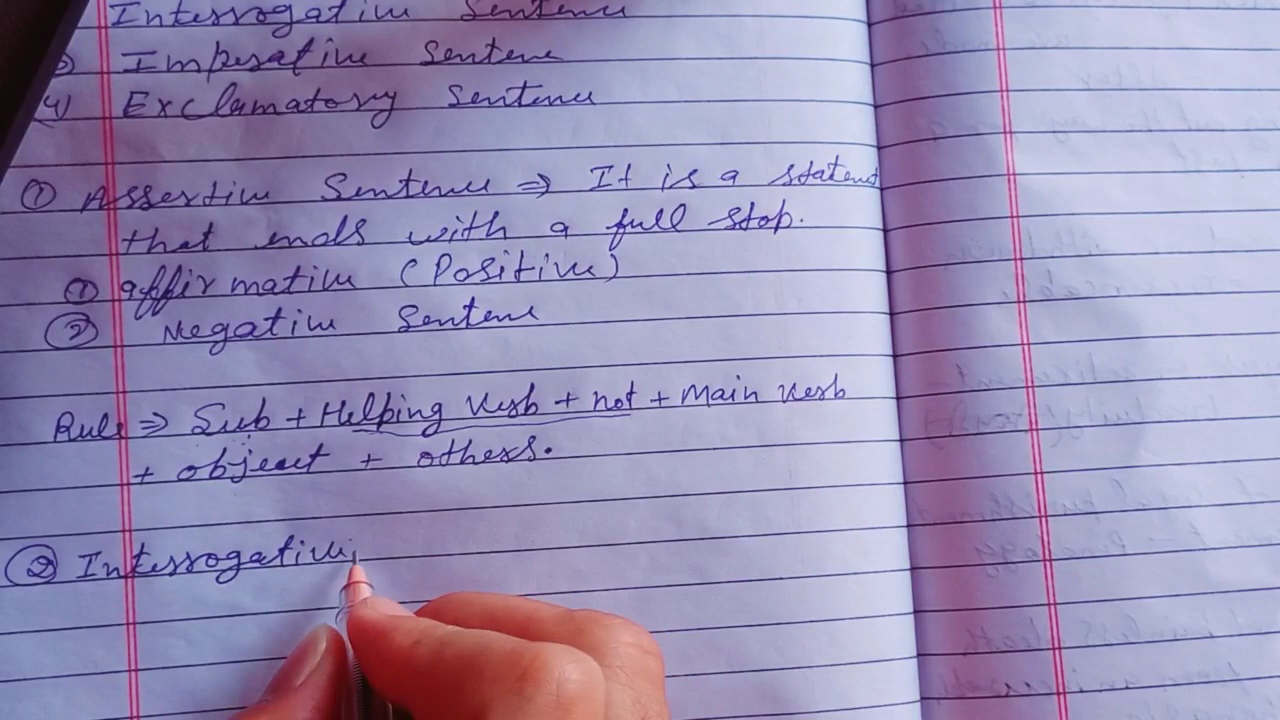 Interrogative Sentence
3) Imperative Sentence
4) Exclamatory Sentence
① Assertive Sentence ⇒ It is a statement
that ends with a full stop.
① affirmative (Positive)
② Negative Sentence
Rule ⇒ Sub + Helping verb + not + main verb
+ object + others.
② Interrogative